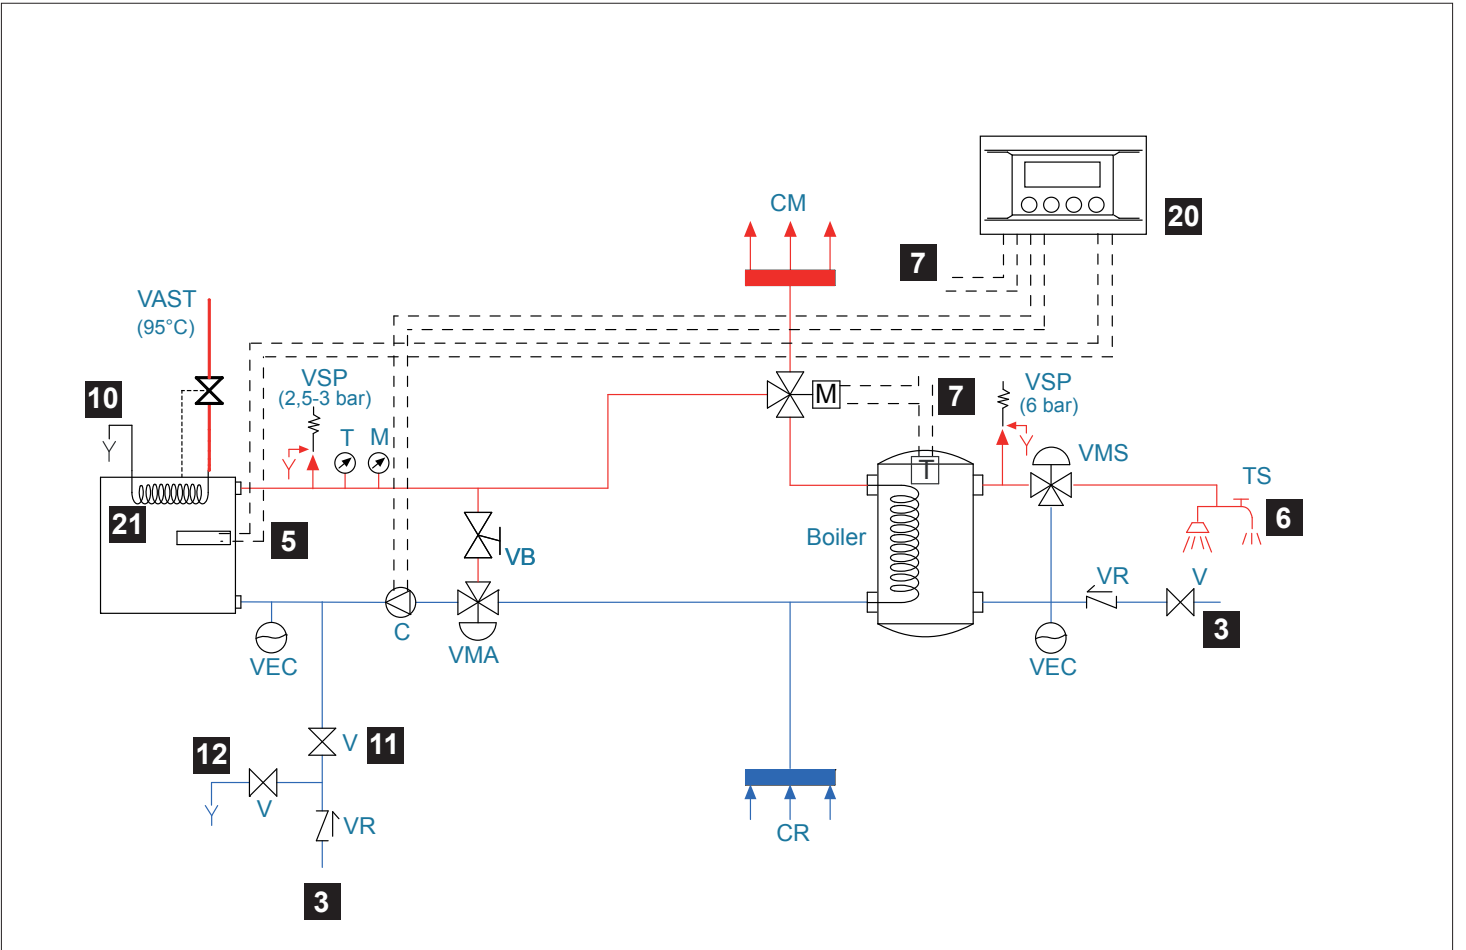 20
CM
7
VAST
(95°C)
VSP
(2,5-3 bar)
10
T
M
M
7
VSP
(6 bar)
VMS
T
TS
6
21
5
VB
Boiler
VR
V
3
C
VMA
VEC
VEC
12
V
11
V
VR
CR
3